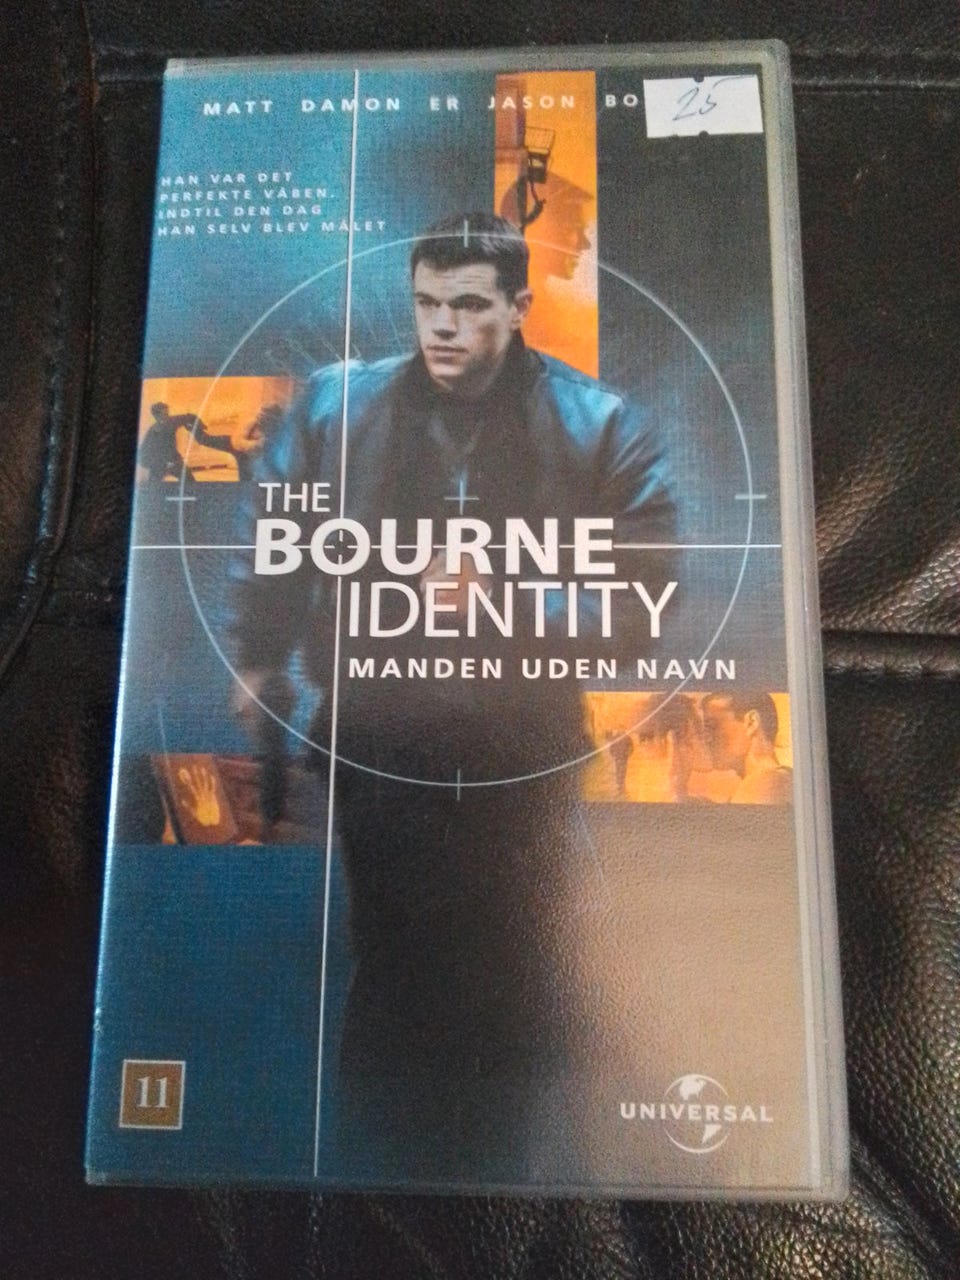 MATT DAMON ER JASON BO
25
HAN VAR DET
PERFEKTE VÅBEN.
INDTIL DEN DAG
HAN SELV BLEV MÅLET
THE
BOURNE
IDENTITY
MANDEN UDEN NAVN
11
UNIVERSAL